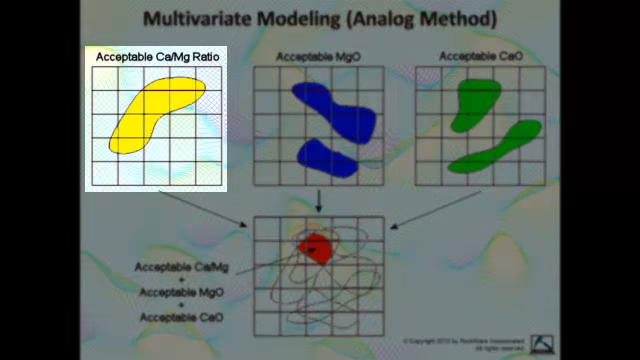 Multivariate Modeling (Analog Method)
Acceptable Ca/Mg Ratio
Acceptable MgO
Acceptable CaO
Acceptable Ca/Mg
+
Acceptable MgO
+
Acceptable CaO
© Copyright 2010 by RockWare Incorporated
All rights reserved.